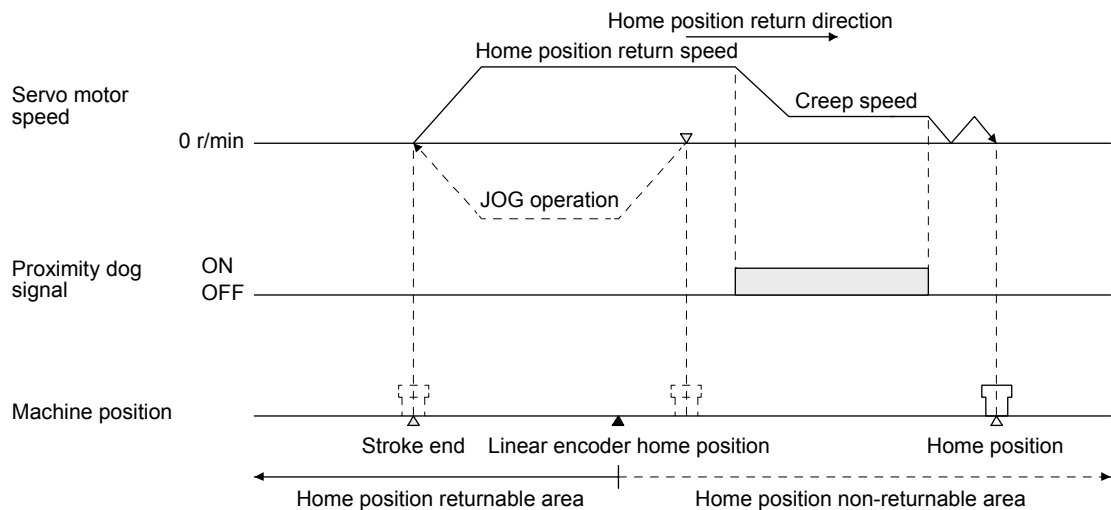 Home position return direction
Home position return speed
Servo motor
speed
Creep speed
0 r/min
JOG operation
Proximity dog
signal
ON
OFF
Machine position
Stroke end
Linear encoder home position
Home position
Home position returnable area
Home position non-returnable area